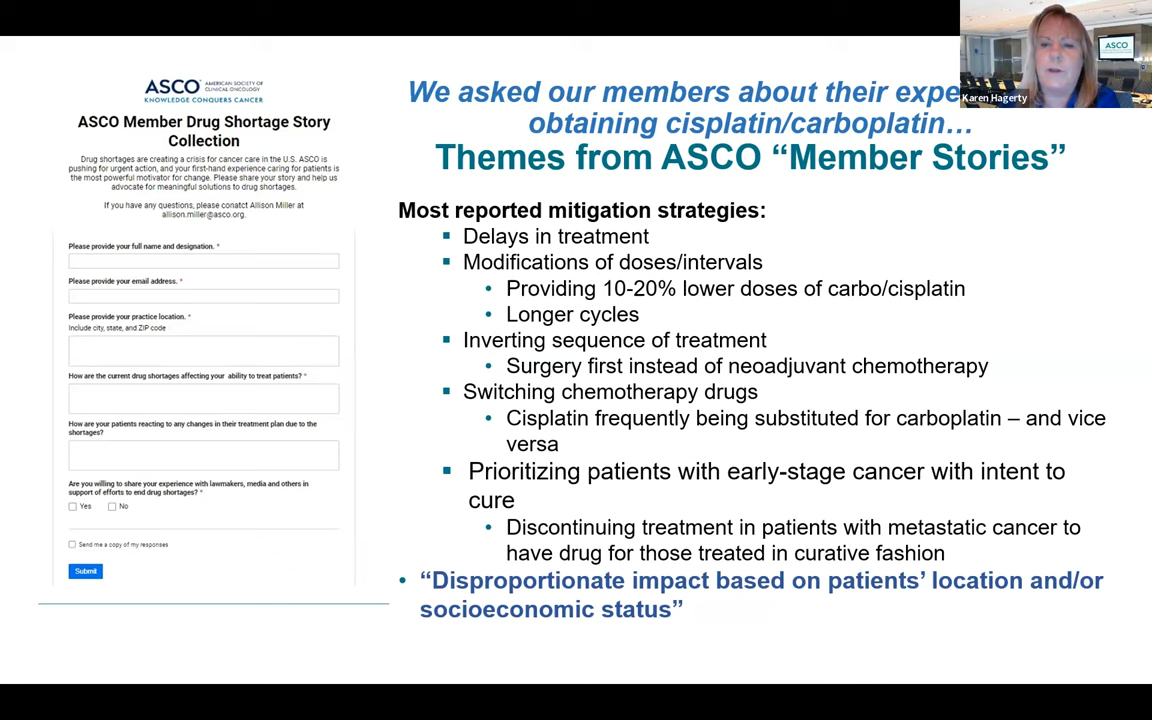 ASCO AMERICAN SOCIETY OF
CLINICAL ONCOLOGY
KNOWLEDGE CONQUERS CANCER
ASCO Member Drug Shortage Story
Collection
Drug shortages are creating a crisis for cancer care in the U.S. ASCO is
pushing for urgent action, and your first-hand experience caring for patients is
the most powerful motivator for change. Please share your story and help us
advocate for meaningful solutions to drug shortages.
If you have any questions, please conatct Allison Miller at
allison.miller@asco.org.
Please provide your full name and designation. *
Please provide your email address. *
Please provide your practice location. *
Include city, state, and ZIP code
How are the current drug shortages affecting your ability to treat patients? *
How are your patients reacting to any changes in their treatment plan due to the
shortages?
Are you willing to share your experience with lawmakers, media and others in
support of efforts to end drug shortages? *
Yes No
Send me a copy of my responses
Submit
We asked our members about their expe
obtaining cisplatin/carboplatin…
Themes from ASCO “Member Stories”
Most reported mitigation strategies:
▪ Delays in treatment
▪ Modifications of doses/intervals
• Providing 10-20% lower doses of carbo/cisplatin
• Longer cycles
▪ Inverting sequence of treatment
• Surgery first instead of neoadjuvant chemotherapy
▪ Switching chemotherapy drugs
• Cisplatin frequently being substituted for carboplatin – and vice
versa
▪ Prioritizing patients with early-stage cancer with intent to
cure
• Discontinuing treatment in patients with metastatic cancer to
have drug for those treated in curative fashion
• “Disproportionate impact based on patients’ location and/or
socioeconomic status”
ASCO
Karen Hagerty